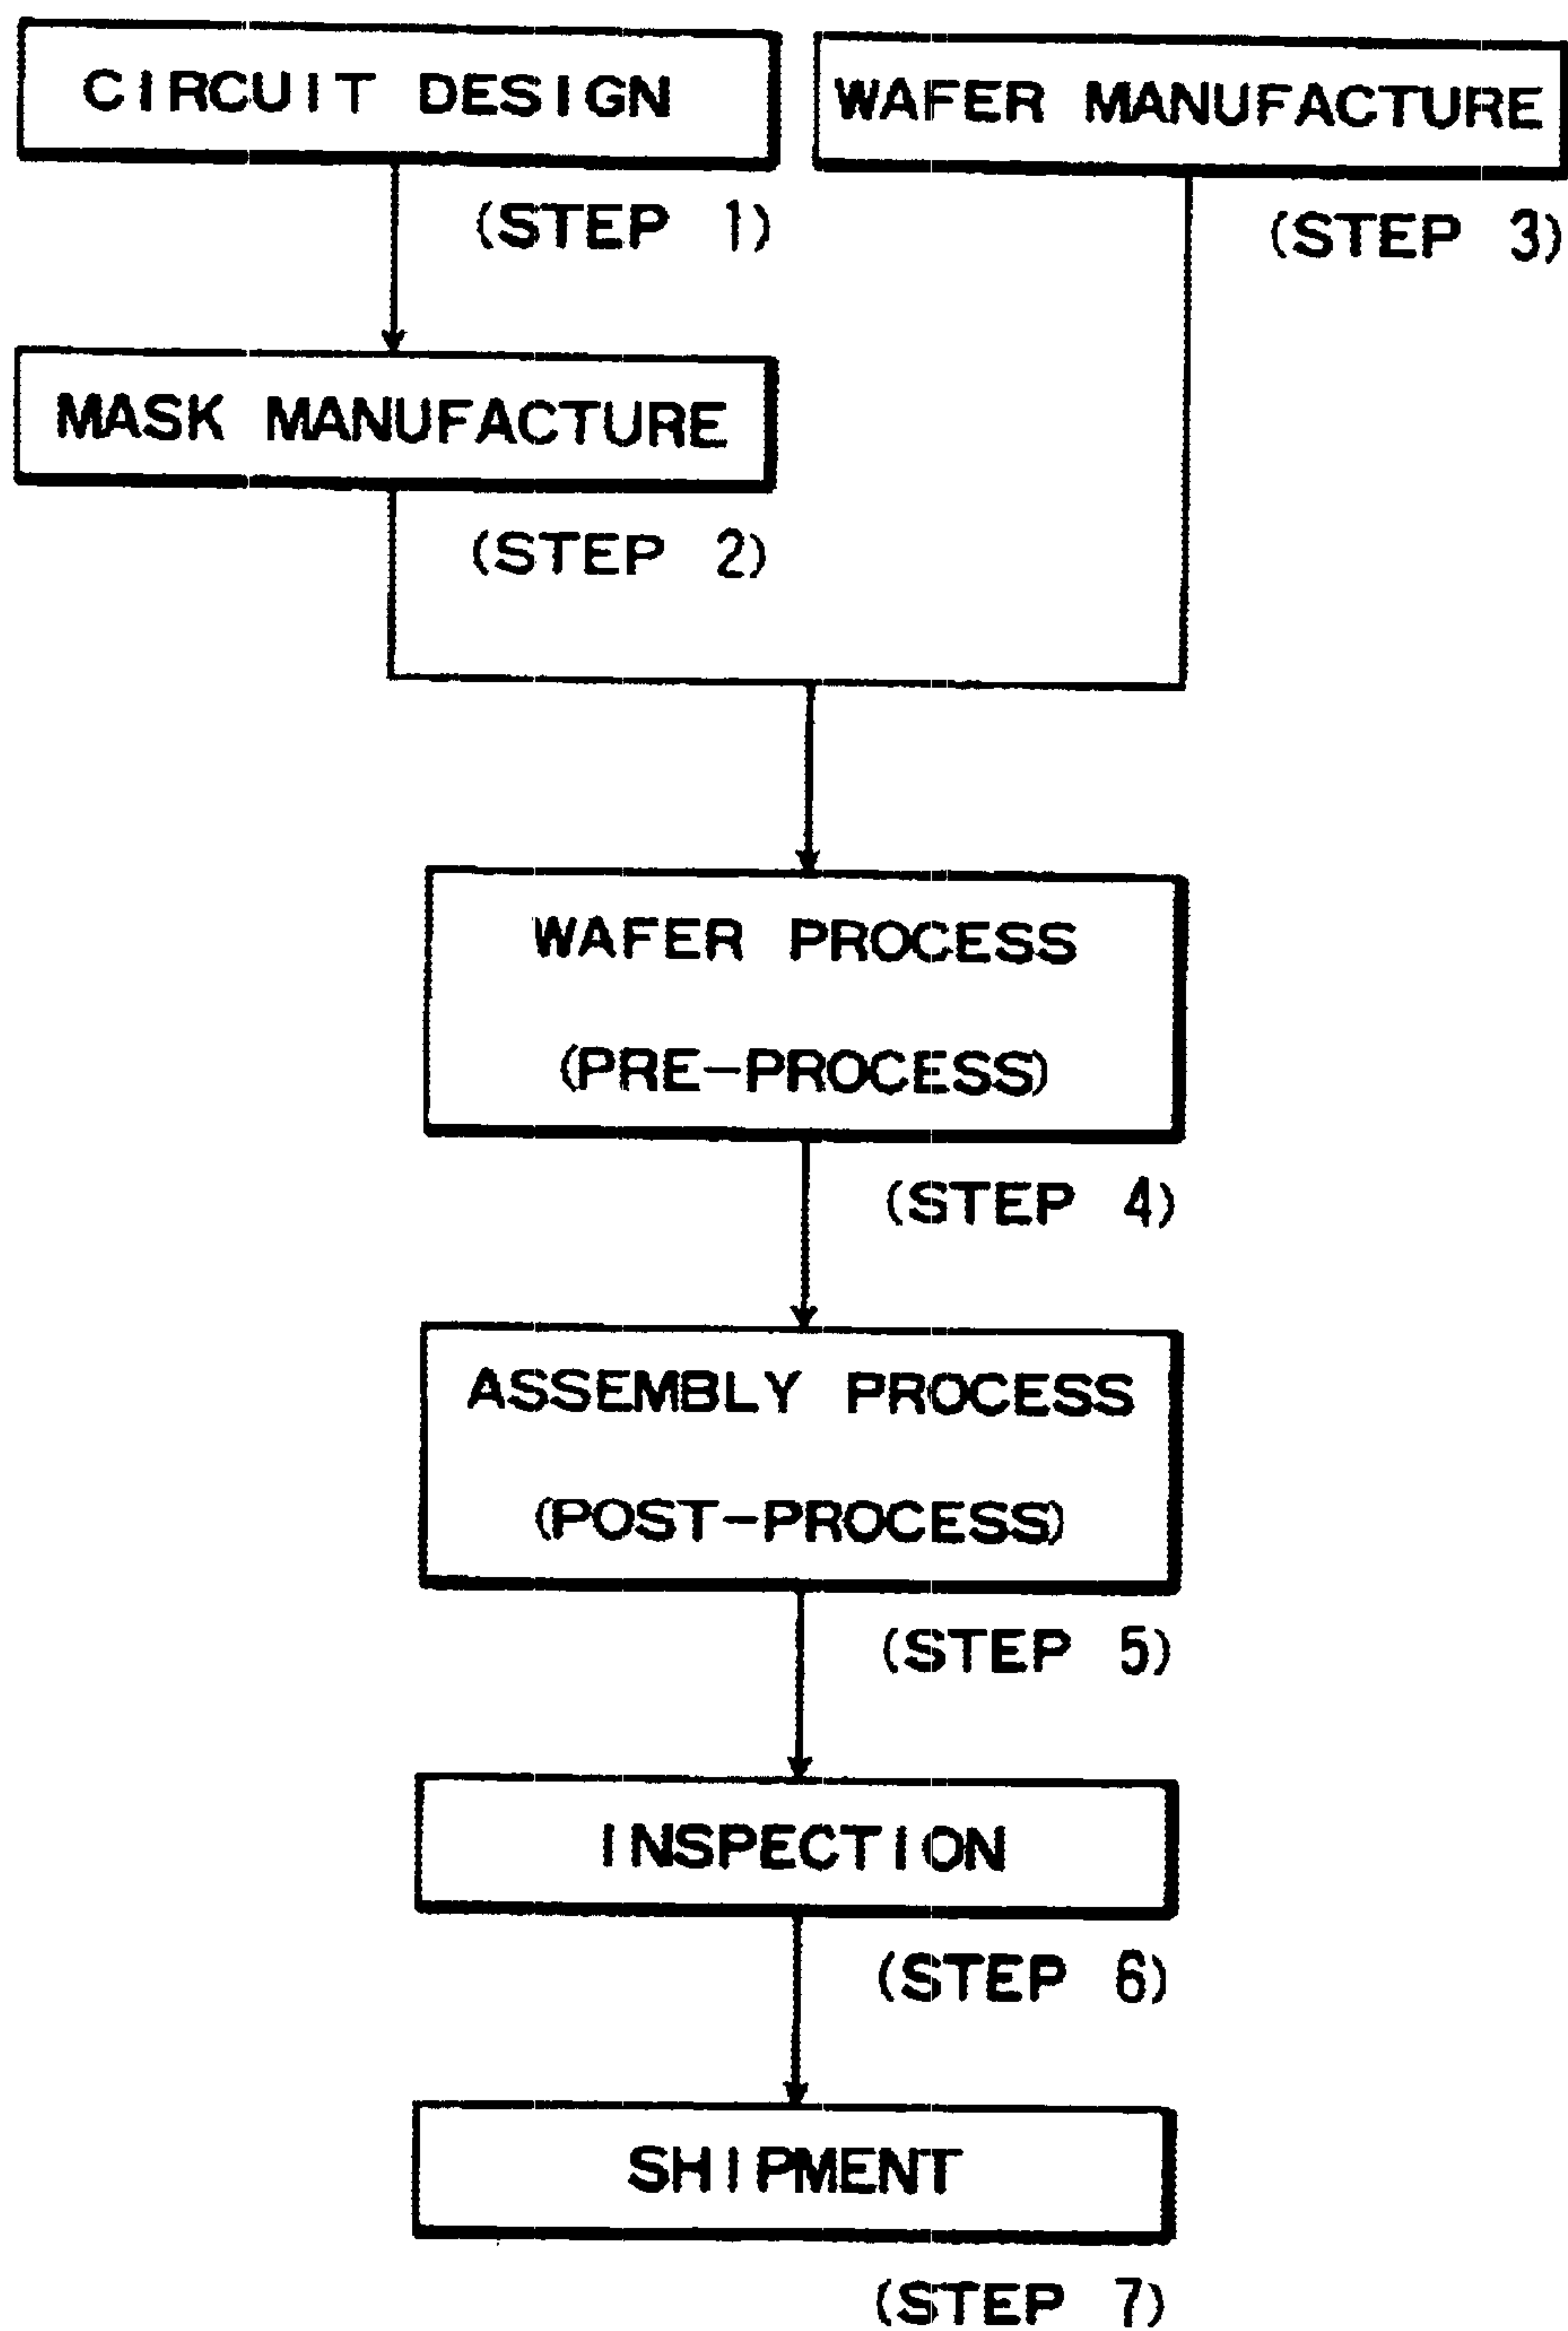 CIRCUIT DESIGN
(STEP 1)
WAFER MANUFACTURE
(STEP 3)
MASK MANUFACTURE
(STEP 2)
WAFER PROCESS
(PRE-PROCESS)
(STEP 4)
ASSEMBLY PROCESS
(POST-PROCESS)
(STEP 5)
INSPECTION
(STEP 6)
SHIPMENT
(STEP 7)